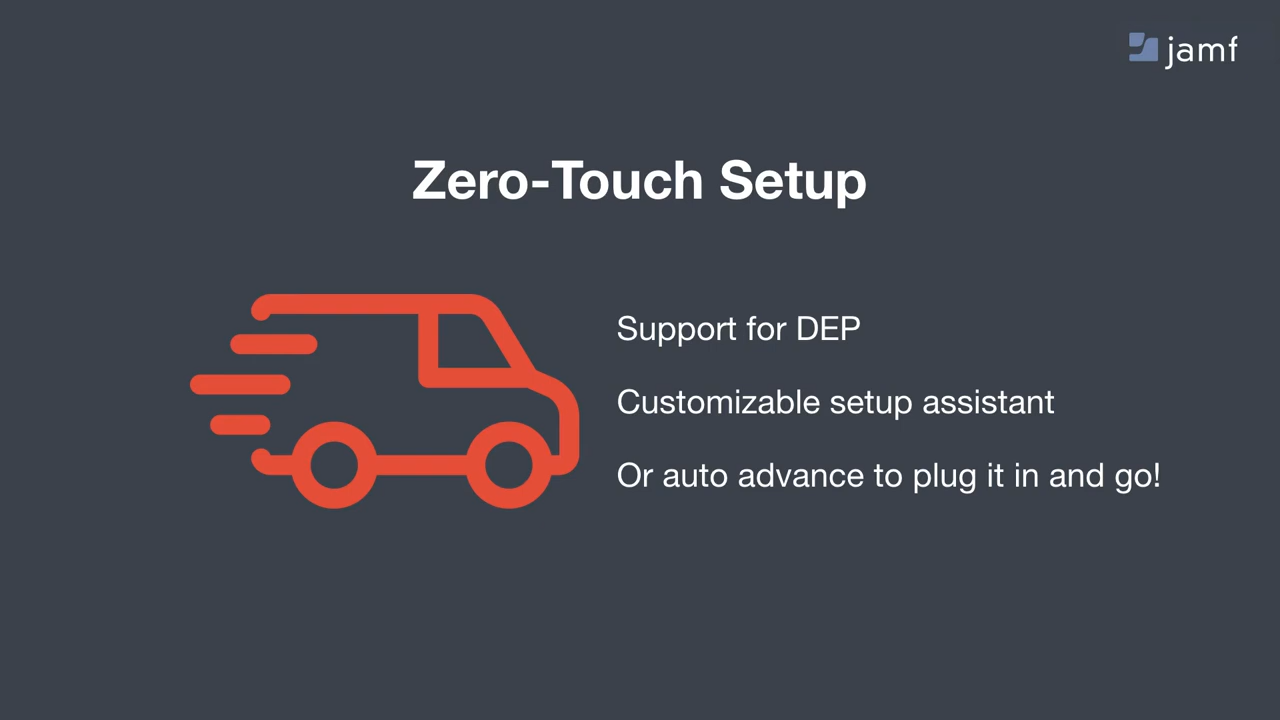 jamf
Zero-Touch Setup
Support for DEP
Customizable setup assistant
Or auto advance to plug it in and go!